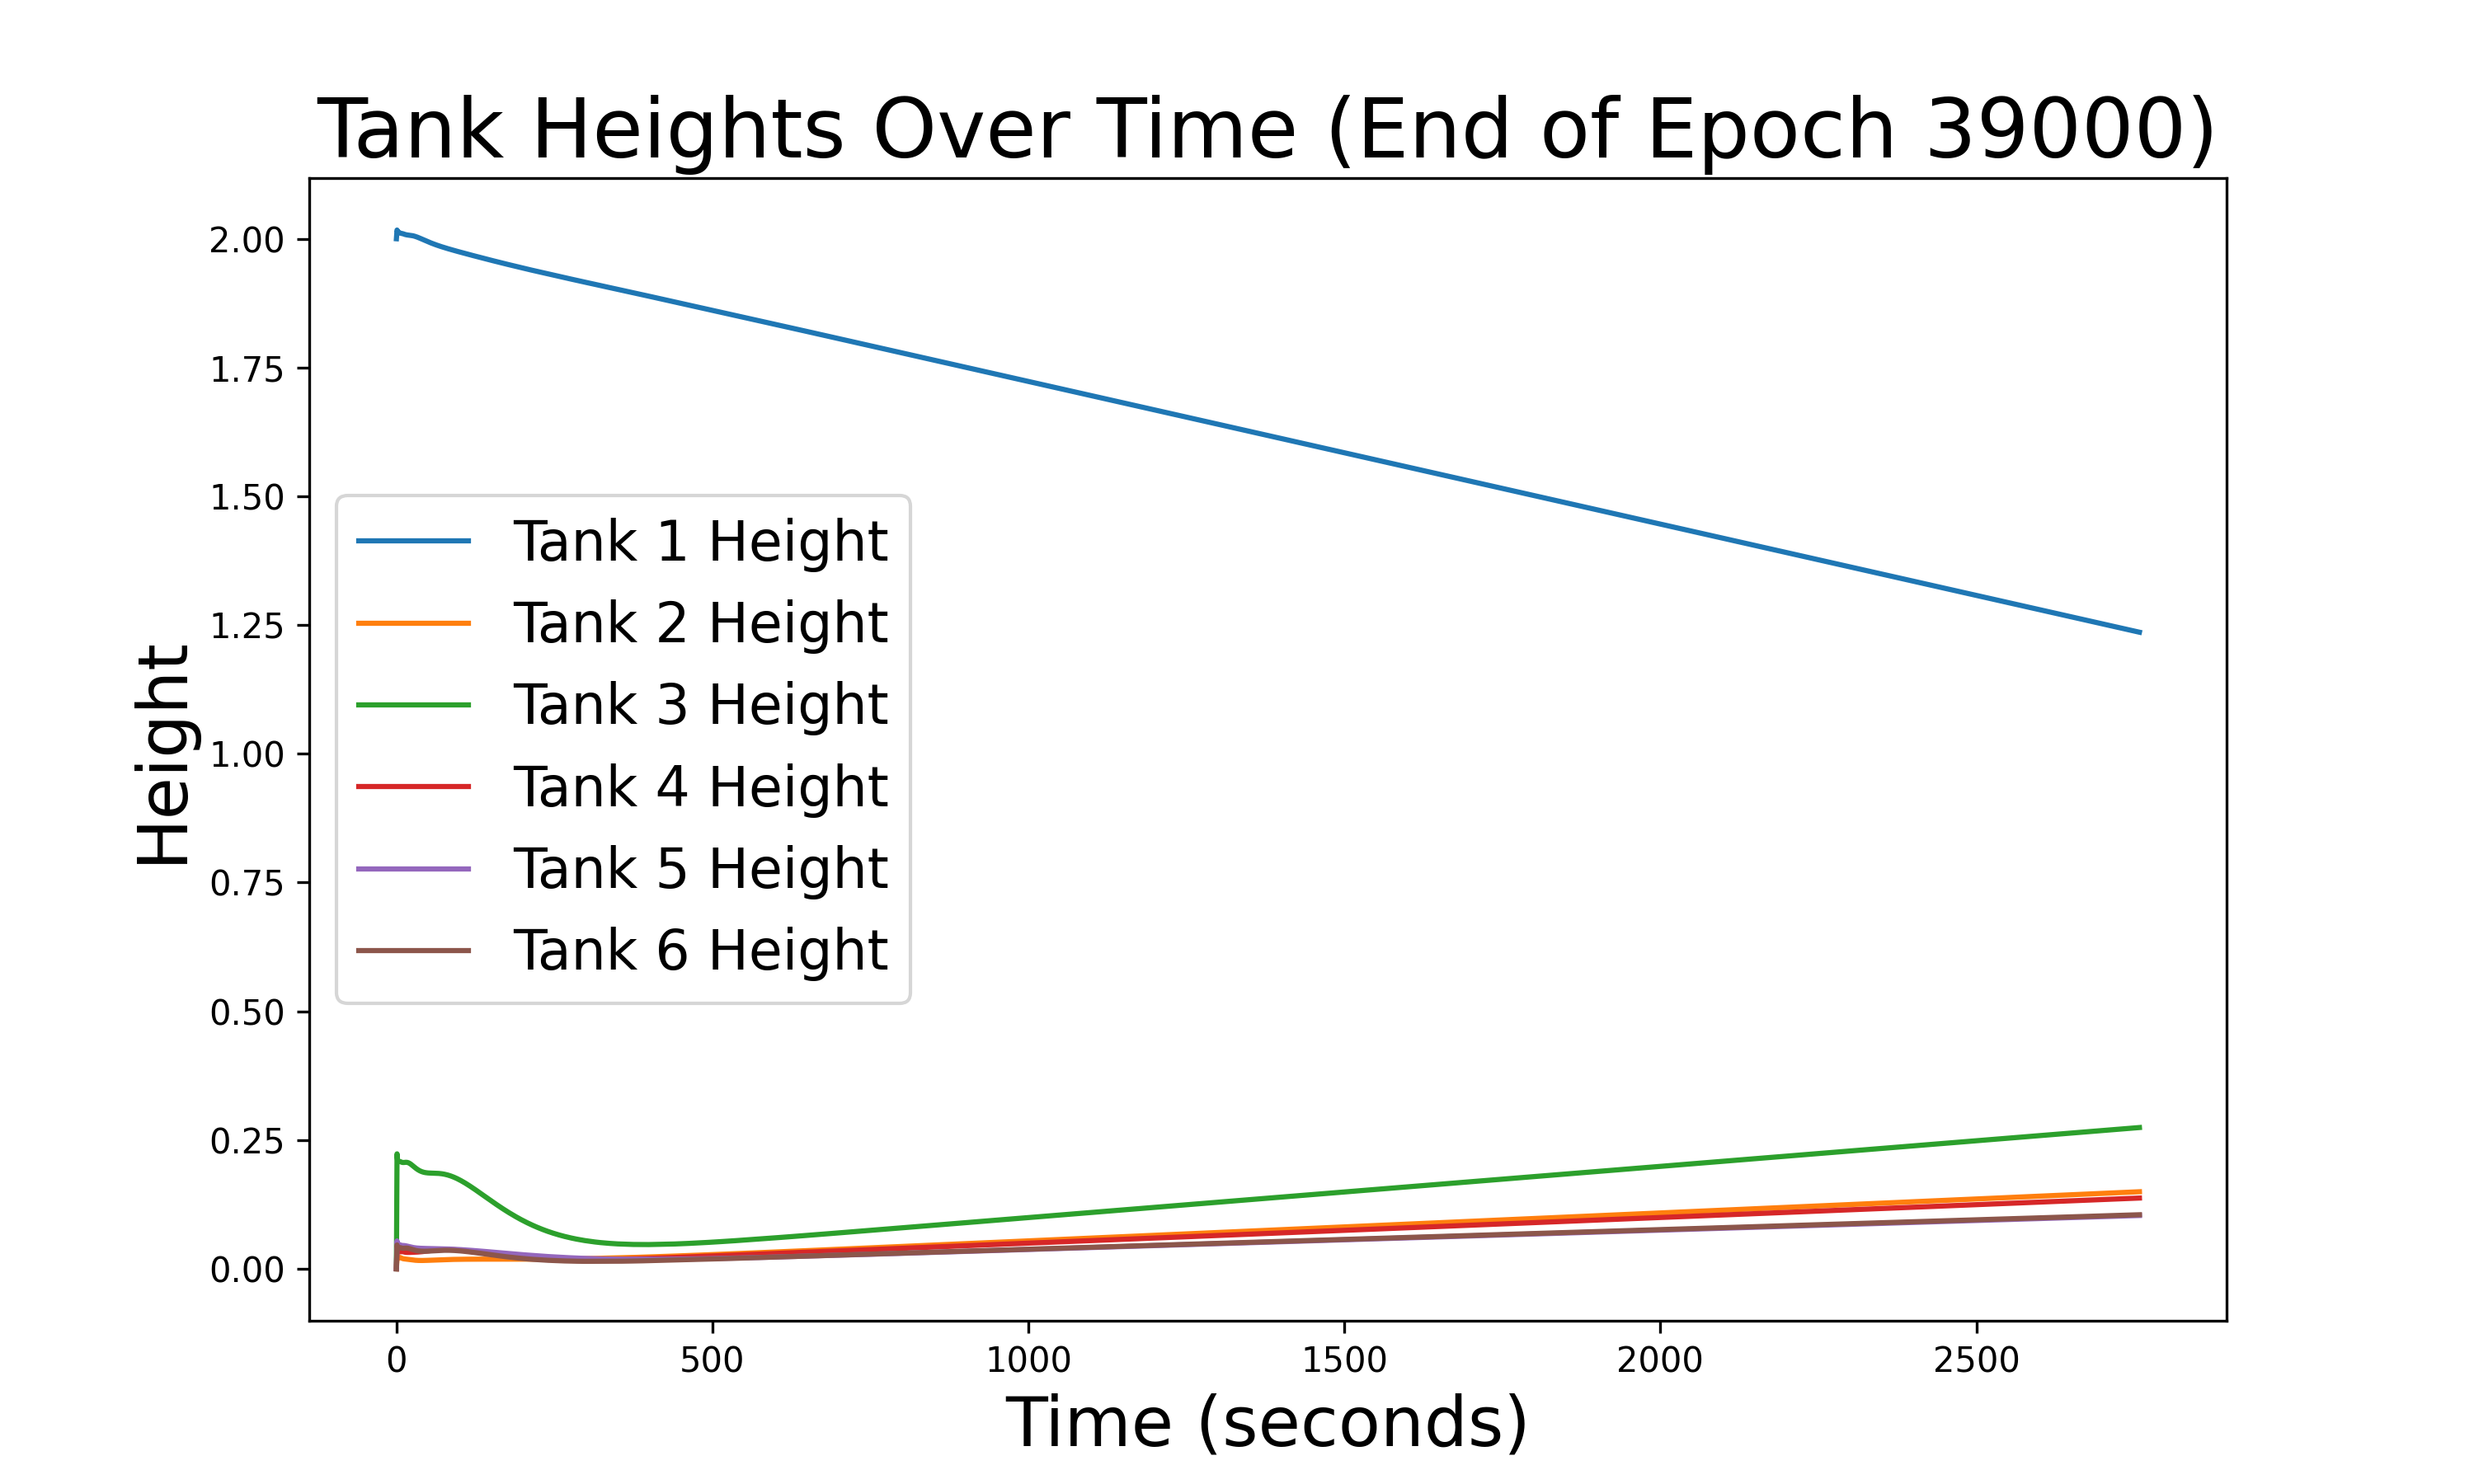 Tank Heights Over Time (End of Epoch 39000)
2.00
1.75
1.50
1.25
1.00
0.75
0.50
0.25
0.00
Height
Tank 1 Height
Tank 2 Height
Tank 3 Height
Tank 4 Height
Tank 5 Height
Tank 6 Height
0 500 1000 1500 2000 2500
Time (seconds)